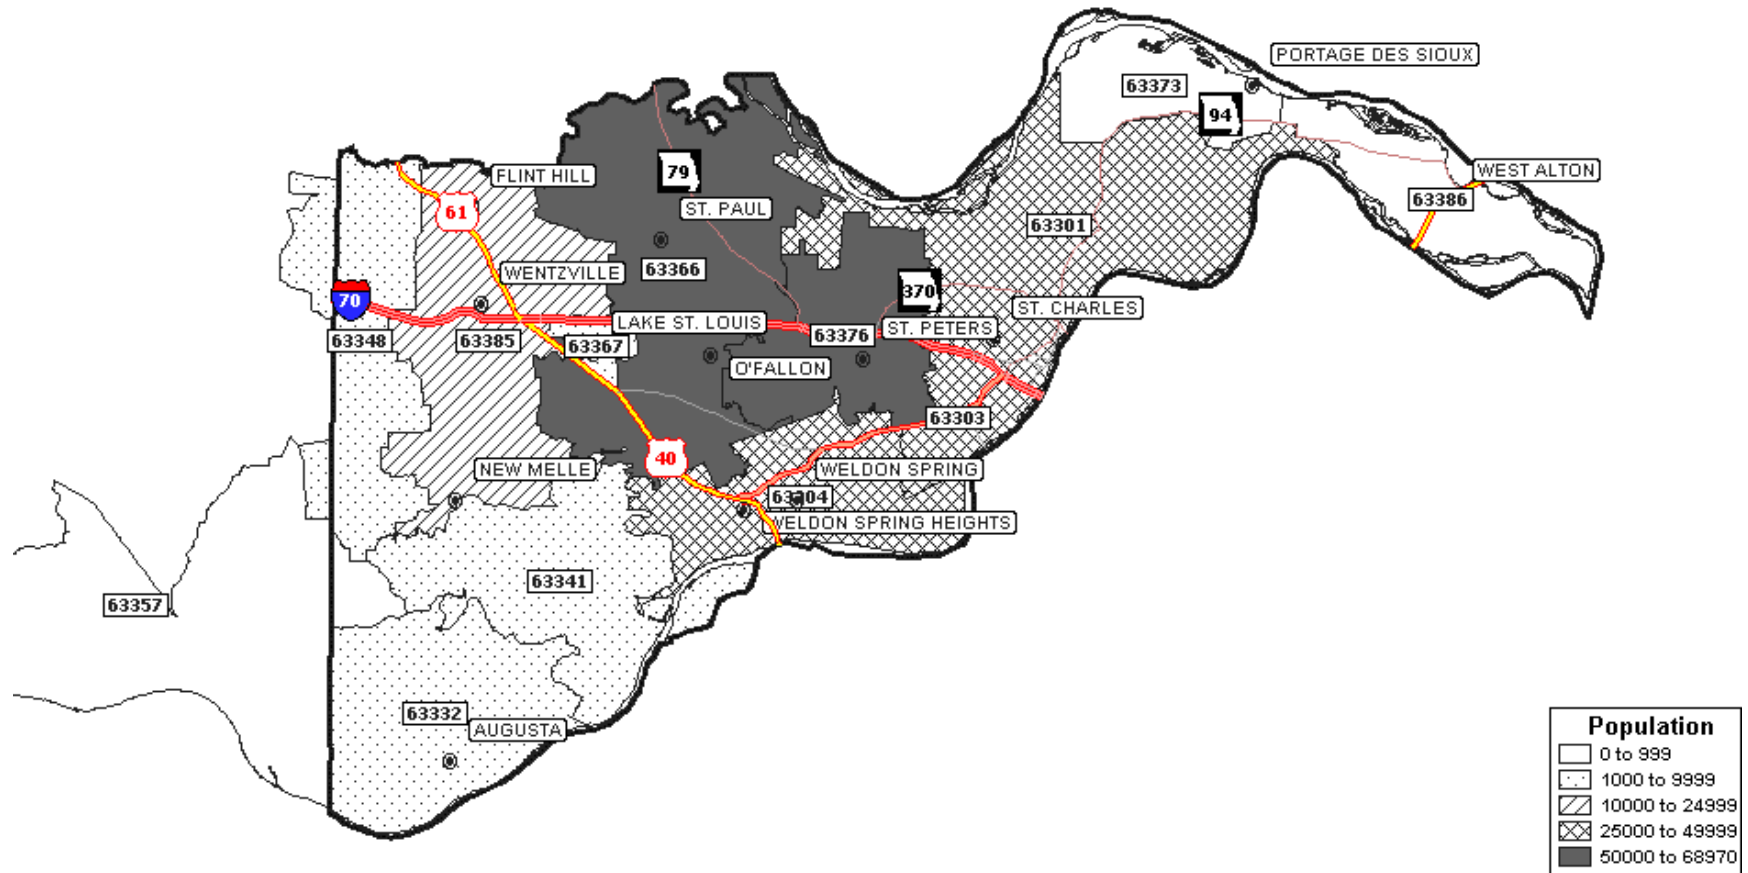 PORTAGE DES SIOUX
63373
94
WEST ALTON
63386
FLINT HILL
79
61
ST. PAUL
63301
WENTZVILLE
63366
70
370
ST. CHARLES
LAKE ST. LOUIS
63376
ST. PETERS
63348
63385
63367
O'FALLON
63303
40
NEW MELLE
WELDON SPRING
WELDON SPRING HEIGHTS
63341
63357
63332
AUGUSTA
Population
0 to 999
1000 to 9999
10000 to 24999
25000 to 49999
50000 to 68970